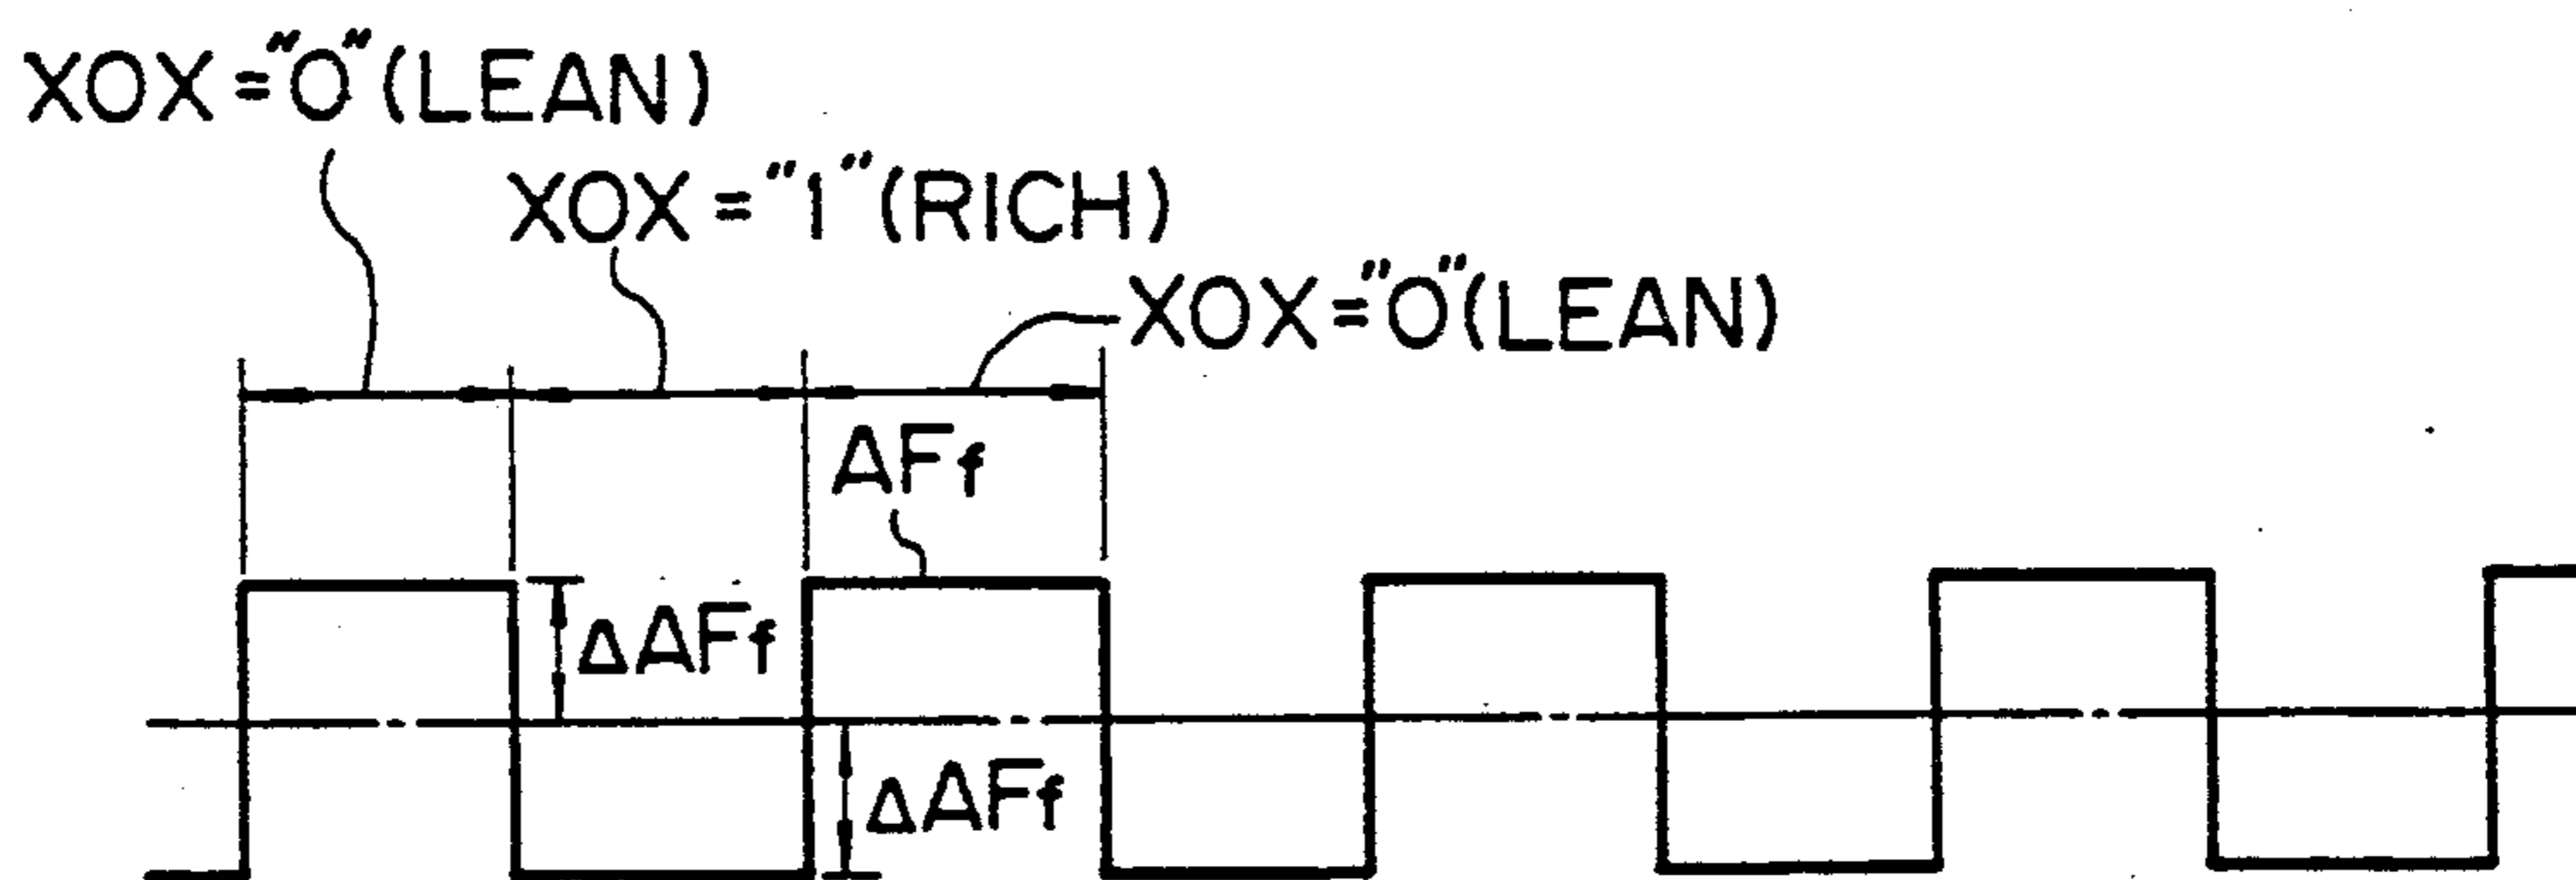 XOX="0"(LEAN)
XOX="1"(RICH)
XOX="0"(LEAN)
AFf
ΔAFf
ΔAFf